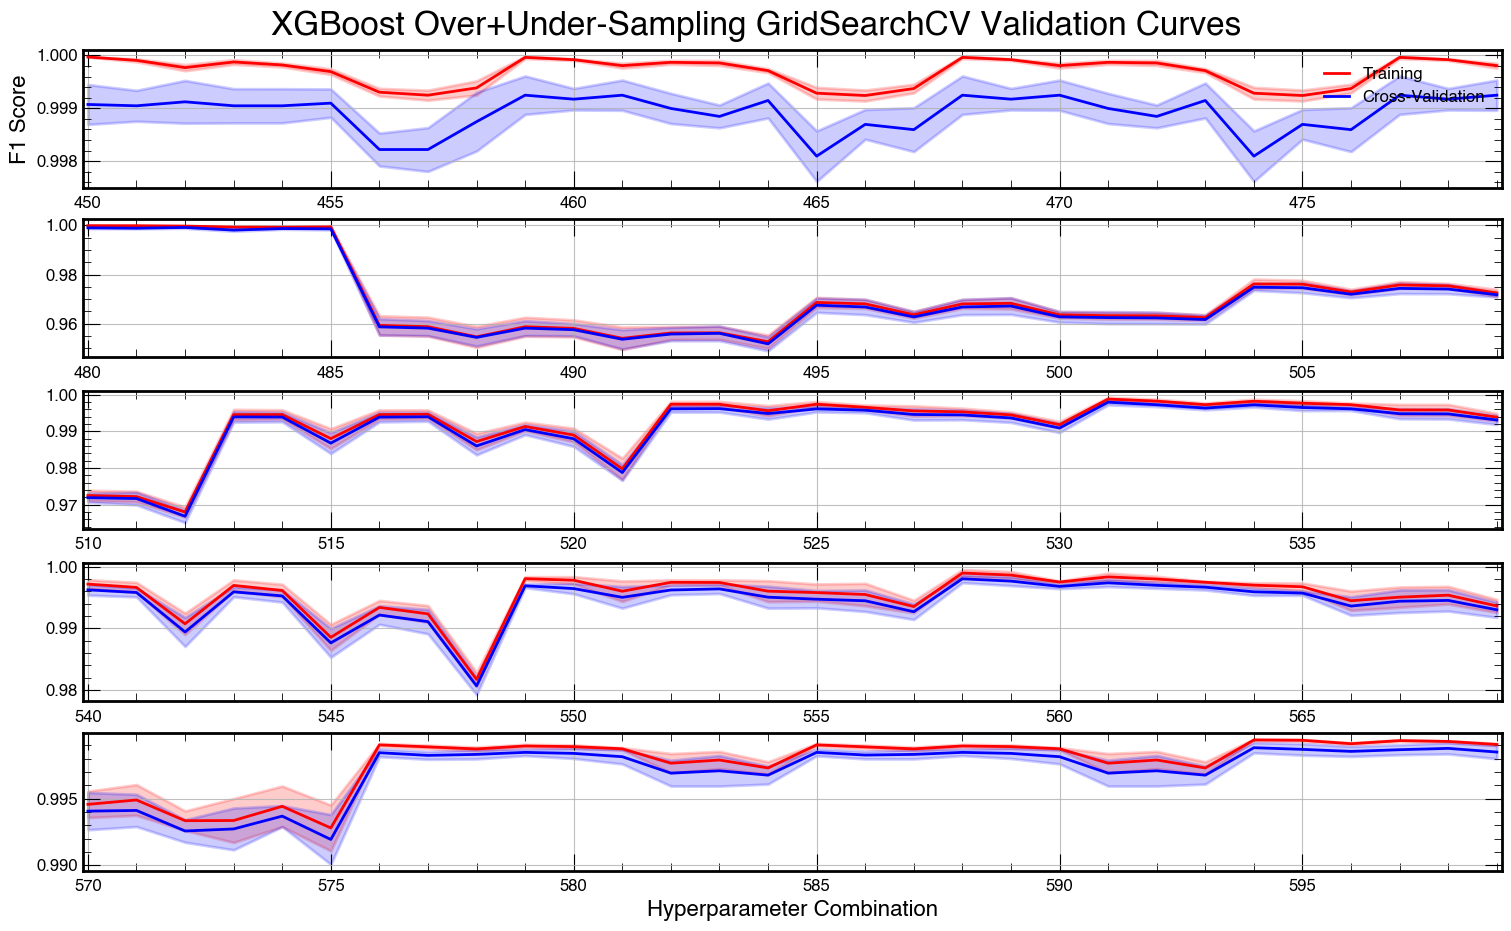 XGBoost Over+Under-Sampling GridSearchCV Validation Curves
F1 Score
1.000
0.999
0.998
Training
Cross-Validation
450 455 460 465 470 475
1.00
0.98
0.96
480 485 490 495 500 505
1.00
0.99
0.98
0.97
510 515 520 525 530 535
1.00
0.99
0.98
540 545 550 555 560 565
0.995
0.990
570 575 580 585 590 595
Hyperparameter Combination